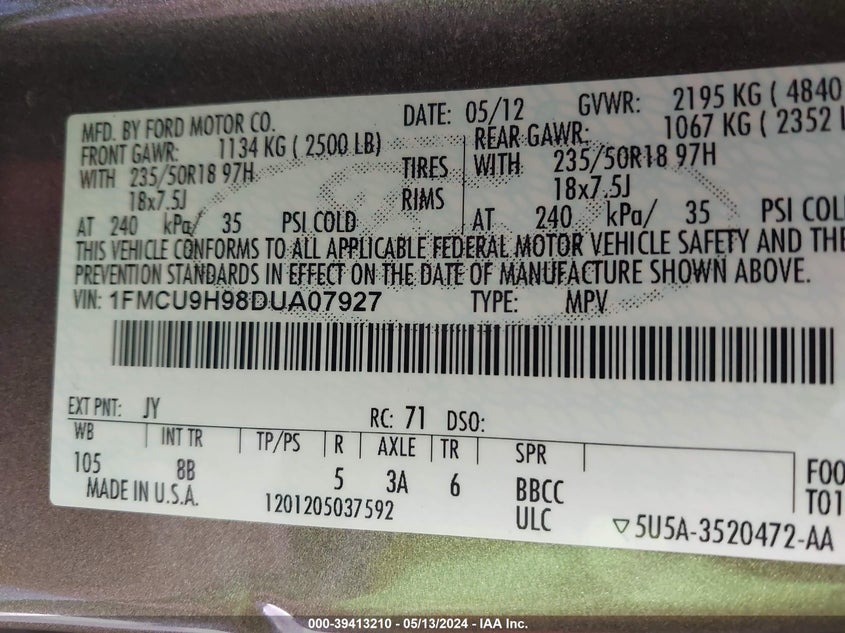 MFD. BY FORD MOTOR CO. DATE: 05/12 GVWR: 2195 KG ( 4840
FRONT GAWR: 1134 KG ( 2500 LB) REAR GAWR: 1067 KG ( 2352 L
WITH 235/50R18 97H TIRES WITH 235/50R18 97H
18x7.5J RIMS 18x7.5J
AT 240 kPa/ 35 PSI COLD AT 240 kPa/ 35 PSI COL
THIS VEHICLE CONFORMS TO ALL APPLICABLE FEDERAL MOTOR VEHICLE SAFETY AND THE
PREVENTION STANDARDS IN EFFECT ON THE DATE OF MANUFACTURE SHOWN ABOVE.
VIN: 1FMCU9H98DUA07927 TYPE: MPV
EXT PNT: JY RC: 71 DSO:
WB INT TR TP/PS R AXLE TR SPR
105 8B 5 3A 6 BBCC F00
MADE IN U.S.A. 1201205037592 ULC ▽5U5A-3520472-AA T01
000-39413210 - 05/13/2024 - IAA Inc.